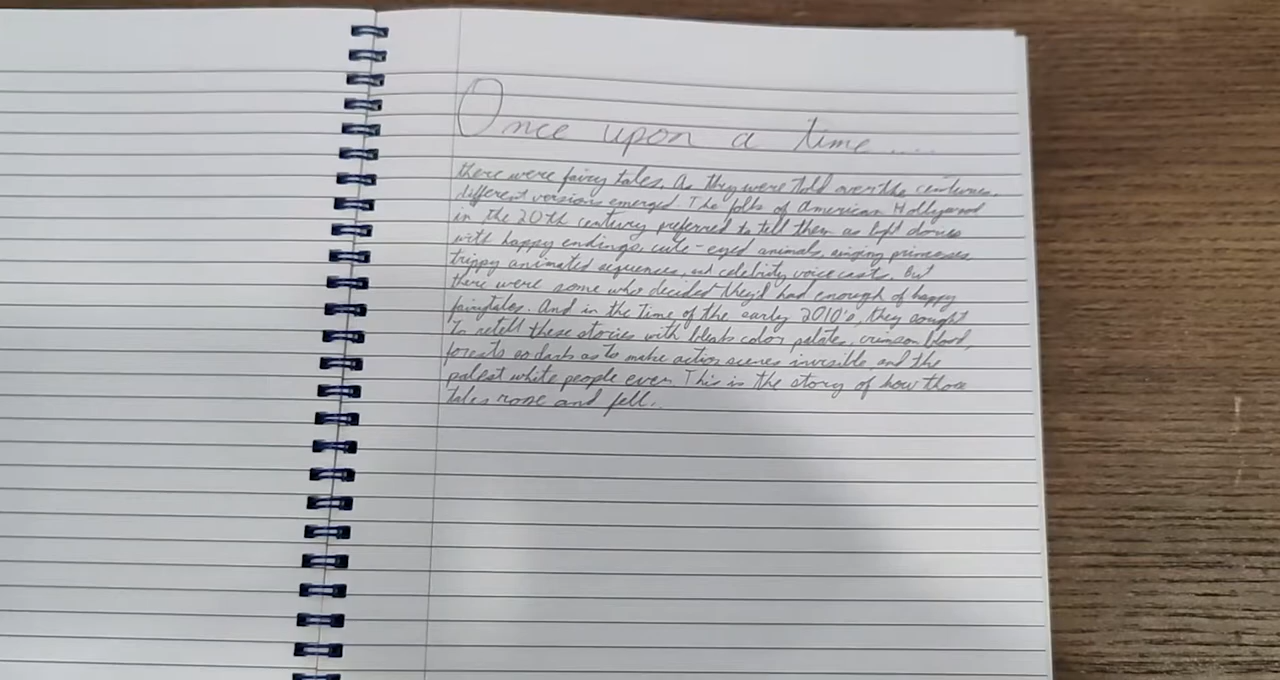 Once upon a time....
there were fairy tales. As they were told over the centuries,
different versions emerged. The folks of American Hollywood
in the 20th century preferred to tell them as
with happy endings, cute-eyed animals, singing princesses,
trippy animated sequences, and celebrity voice casts. But
there were some who decided they'd had enough of happy
fairytales. And in the time of the early 2010's, they sought
To retell these stories with bleak color palates, crimson blood,
forests so dark as to make action scenes invisible, and the
palest white people ever. This is the story of how those
tales rose and fell...